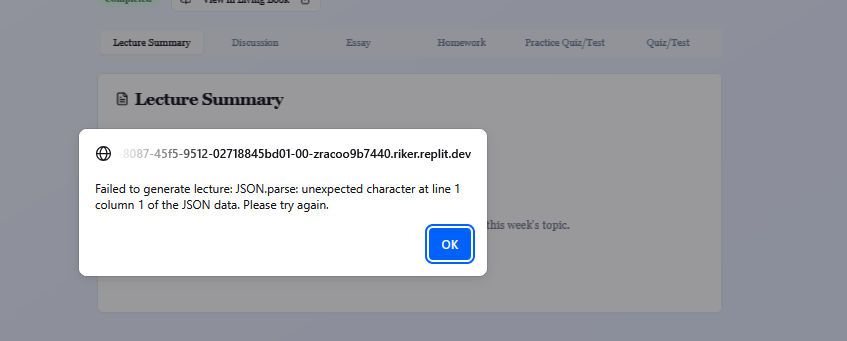 Completed
View in Living Book
Lecture Summary Discussion Essay Homework Practice Quiz/Test Quiz/Test
Lecture Summary
-8087-45f5-9512-02718845bd01-00-zracoo9b7440.riker.replit.dev
Failed to generate lecture: JSON.parse: unexpected character at line 1
column 1 of the JSON data. Please try again.
this week's topic.
OK